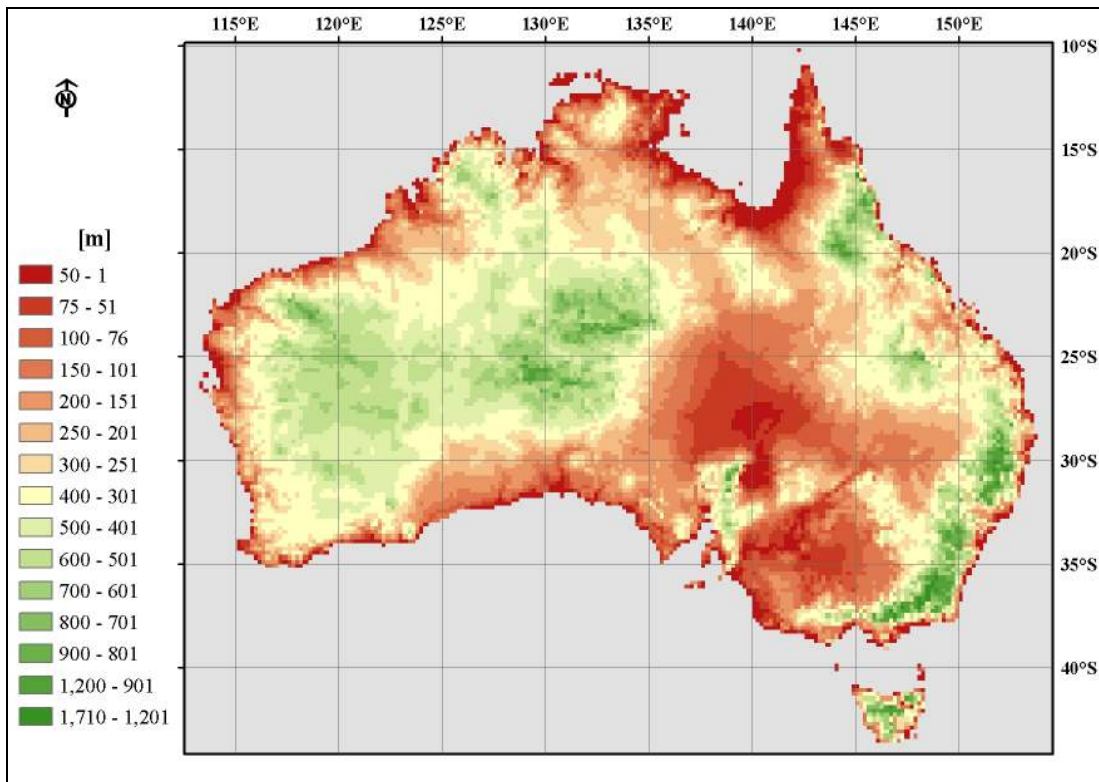 115°E 120°E 125°E 130°E 135°E 140°E 145°E 150°E
10°S
N
15°S
[m]
50 - 1
20°S
75 - 51
100 - 76
150 - 101
25°S
200 - 151
250 - 201
300 - 251
30°S
400 - 301
500 - 401
600 - 501
35°S
700 - 601
800 - 701
900 - 801
40°S
1,200 - 901
1,710 - 1,201